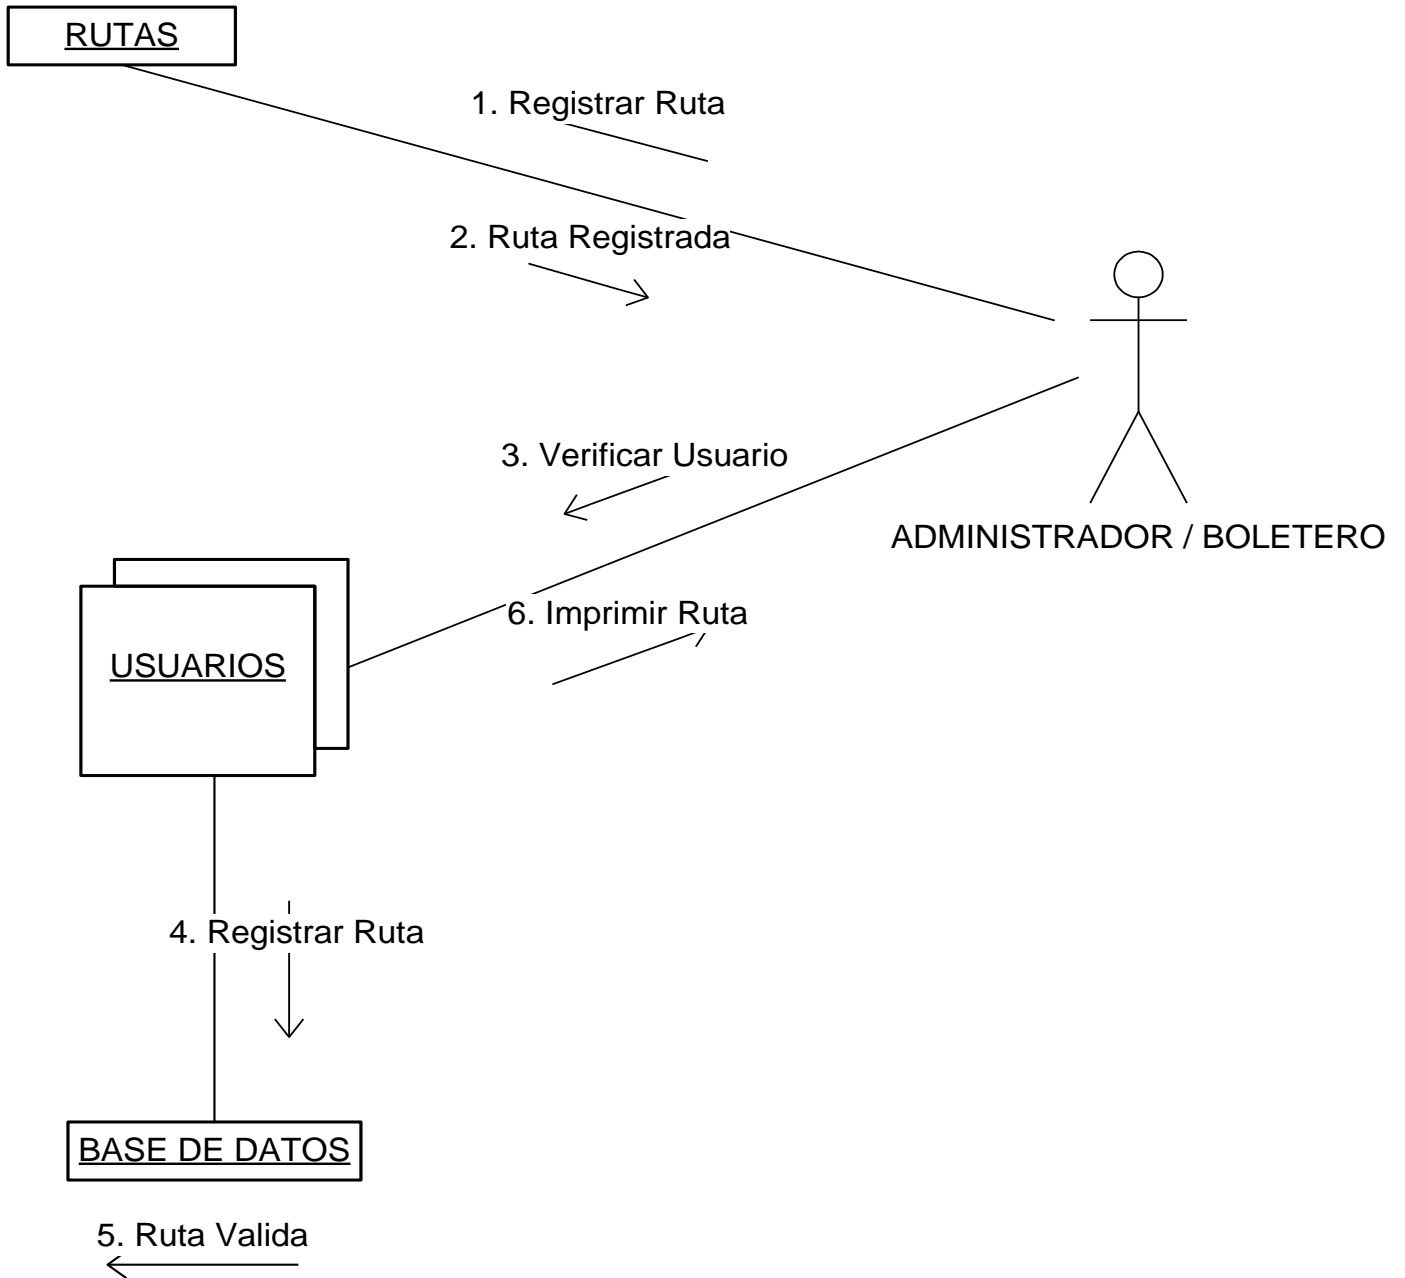 RUTAS
1. Registrar Ruta
2. Ruta Registrada
3. Verificar Usuario
ADMINISTRADOR / BOLETERO
6. Imprimir Ruta
USUARIOS
4. Registrar Ruta
BASE DE DATOS
5. Ruta Valida